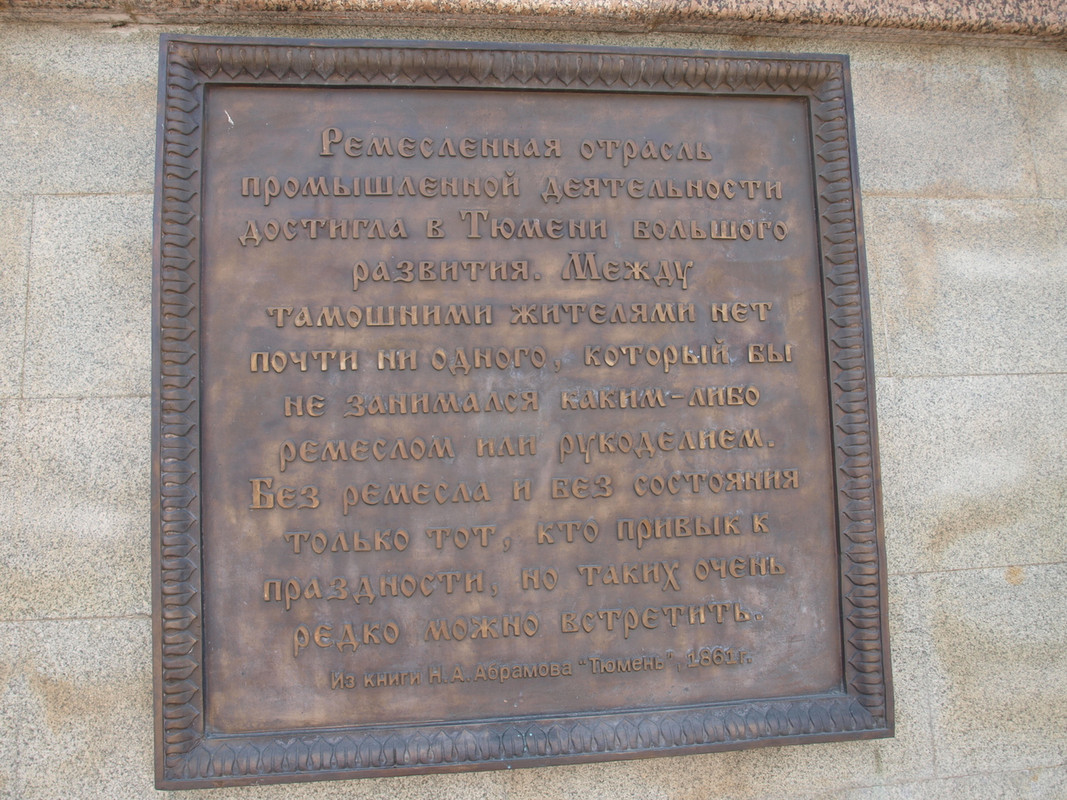 Ремесленная отрасль
промышленной деятельности
достигла в Тюмени большого
развития. Между
тамошними жителями нет
почти ни одного, который бы
не занимался каким-либо
ремеслом или рукоделием.
Без ремесла и без состояния
только тот, кто привык к
праздности, но таких очень
редко можно встретить.
Из книги Н.А.Абрамова "Тюмень", 1861г.